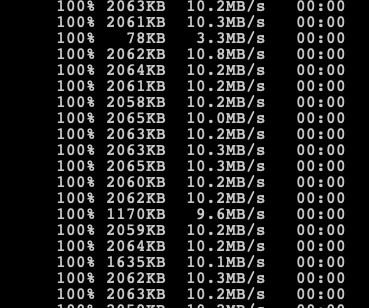 100% 2063KB 10.2MB/s 00:00
100% 2061KB 10.3MB/s 00:00
100% 78KB 3.3MB/s 00:00
100% 2062KB 10.8MB/s 00:00
100% 2064KB 10.2MB/s 00:00
100% 2061KB 10.2MB/s 00:00
100% 2058KB 10.2MB/s 00:00
100% 2065KB 10.0MB/s 00:00
100% 2063KB 10.2MB/s 00:00
100% 2063KB 10.3MB/s 00:00
100% 2065KB 10.3MB/s 00:00
100% 2060KB 10.2MB/s 00:00
100% 2062KB 10.2MB/s 00:00
100% 1170KB 9.6MB/s 00:00
100% 2059KB 10.2MB/s 00:00
100% 2064KB 10.2MB/s 00:00
100% 1635KB 10.1MB/s 00:00
100% 2062KB 10.3MB/s 00:00
100% 2063KB 10.2MB/s 00:00